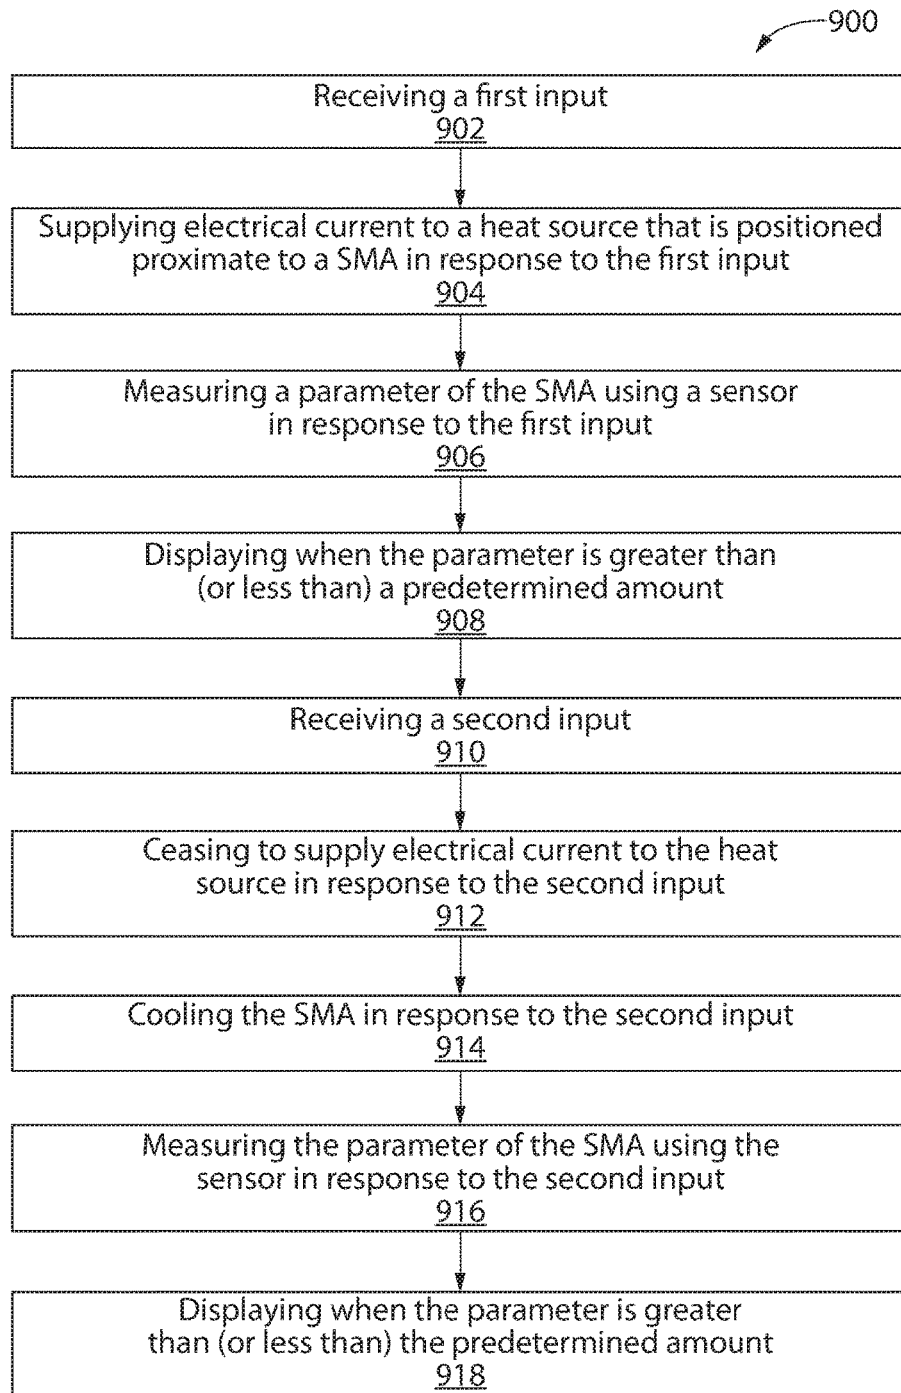 900
Receiving a first input
902
Supplying electrical current to a heat source that is positioned
proximate to a SMA in response to the first input
904
Measuring a parameter of the SMA using a sensor
in response to the first input
906
Displaying when the parameter is greater than
(or less than) a predetermined amount
908
Receiving a second input
910
Ceasing to supply electrical current to the heat
source in response to the second input
912
Cooling the SMA in response to the second input
914
Measuring the parameter of the SMA using the
sensor in response to the second input
916
Displaying when the parameter is greater
than (or less than) the predetermined amount
918